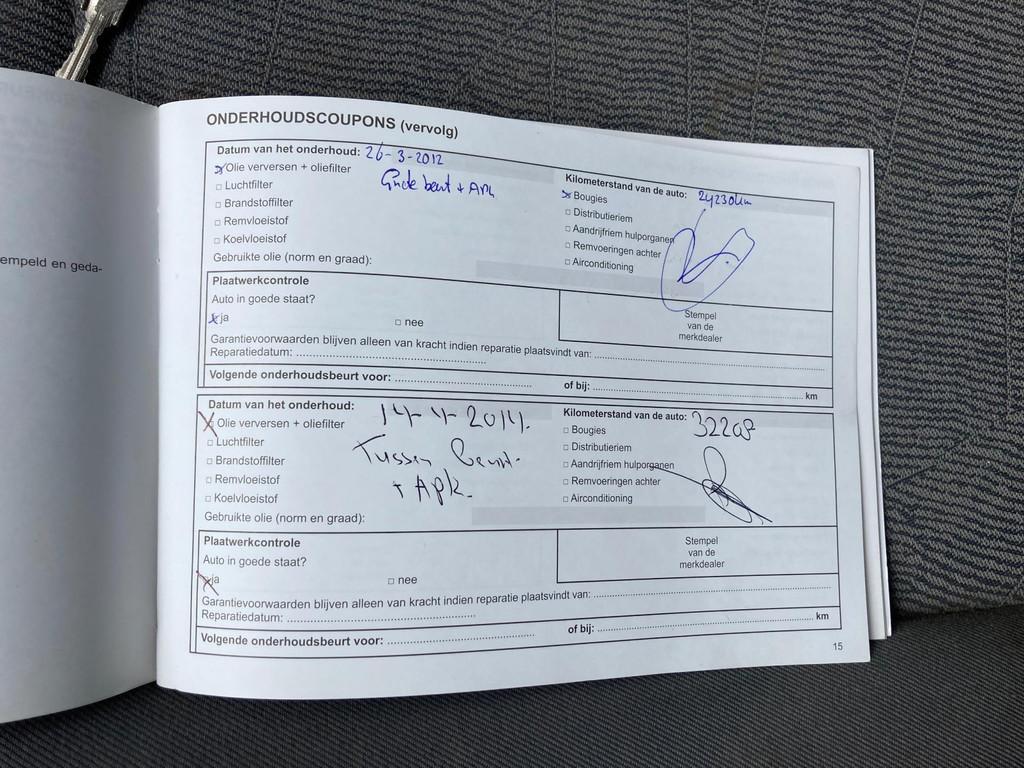 empeld en geda-
ONDERHOUDSCOUPONS (vervolg)
Datum van het onderhoud: 26-3-2012
Olie verversen + oliefilter
Luchtfilter
Brandstoffilter
Remvloeistof
Koelvloeistof
Gebruikte olie (norm en graad):
Grote beurt + APK
Kilometerstand van de auto: 24230km
Bougies
Distributieriem
Aandrijfriem hulporganen
Remvoeringen achter
Airconditioning
Plaatwerkcontrole
Auto in goede staat?
ja
nee
Stempel
van de
merkdealer
Garantievoorwaarden blijven alleen van kracht indien reparatie plaatsvindt van:
Reparatiedatum:
Volgende onderhoudsbeurt voor: of bij: km
Datum van het onderhoud: 14-4-2014.
Olie verversen + oliefilter
Luchtfilter
Brandstoffilter
Remvloeistof
Koelvloeistof
Gebruikte olie (norm en graad):
Tussen Beurt.
+ APK.
Kilometerstand van de auto: 32208
Bougies
Distributieriem
Aandrijfriem hulporganen
Remvoeringen achter
Airconditioning
Plaatwerkcontrole
Auto in goede staat?
ja
nee
Stempel
van de
merkdealer
Garantievoorwaarden blijven alleen van kracht indien reparatie plaatsvindt van:
Reparatiedatum:
Volgende onderhoudsbeurt voor: of bij: km
15